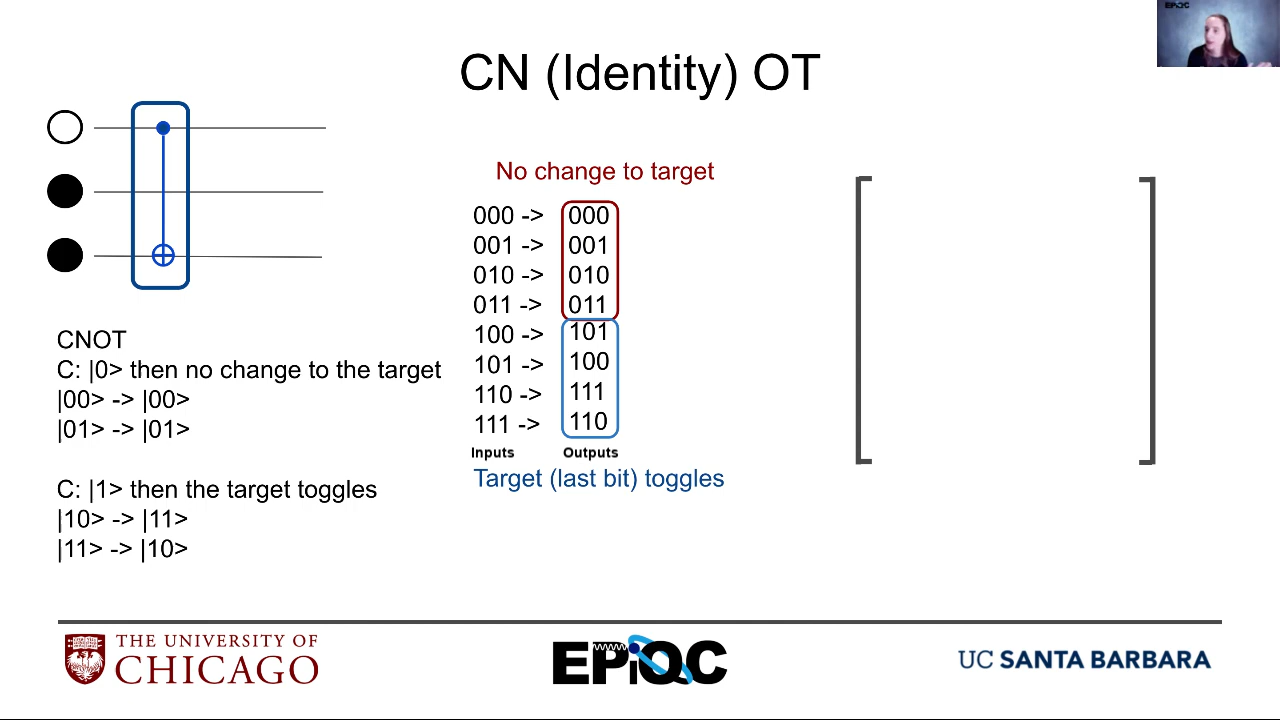 EPiQC
CN (Identity) OT
CNOT
C: |0> then no change to the target
|00> -> |00>
|01> -> |01>
C: |1> then the target toggles
|10> -> |11>
|11> -> |10>
No change to target
000 -> 000
001 -> 001
010 -> 010
011 -> 011
100 -> 101
101 -> 100
110 -> 111
111 -> 110
Inputs Outputs
Target (last bit) toggles
THE UNIVERSITY OF
CHICAGO
EPiQC
UC SANTA BARBARA